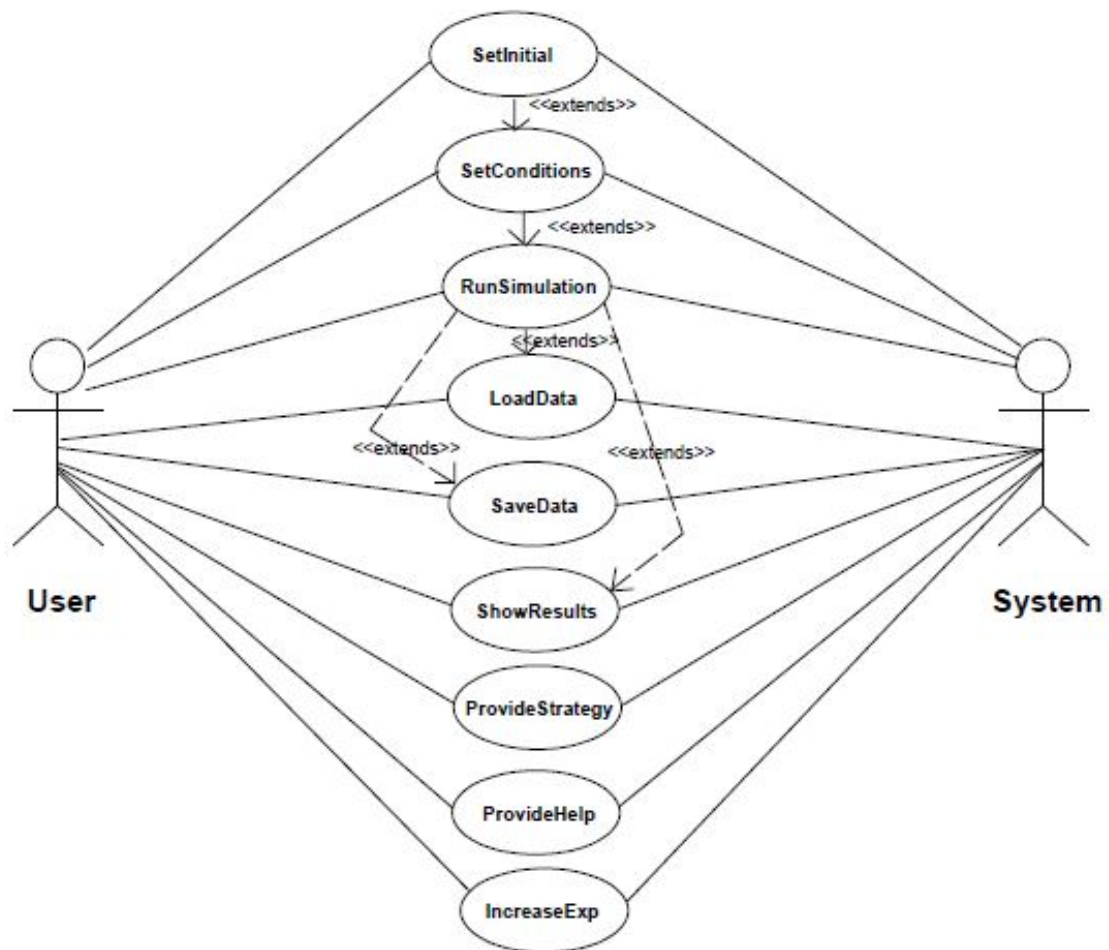 SetInitial
<<extends>>
SetConditions
<<extends>>
RunSimulation
<<extends>>
LoadData
<<extends>>
<<extends>>
SaveData
User
ShowResults
System
ProvideStrategy
ProvideHelp
IncreaseExp